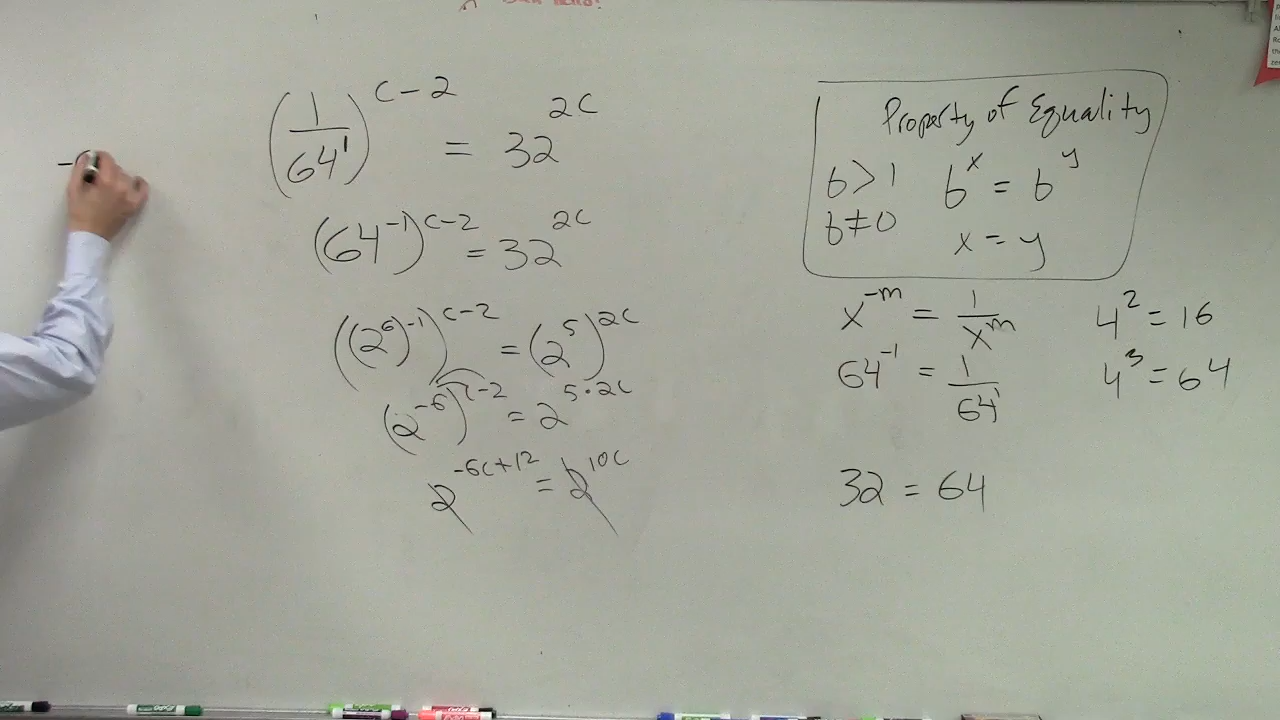 (1/64^1)^(c-2) = 32^(2c)
(64^-1)^(c-2) = 32^(2c)
((2^6)^-1)^(c-2) = (2^5)^(2c)
(2^-6)^(c-2) = 2^(5·2c)
2^(-6c+12) = 2^(10c)
Property of Equality
b>1 b^x = b^y
b≠0 x = y
x^-m = 1/x^m 4^2 = 16
64^-1 = 1/64^1 4^3 = 64
32 = 64